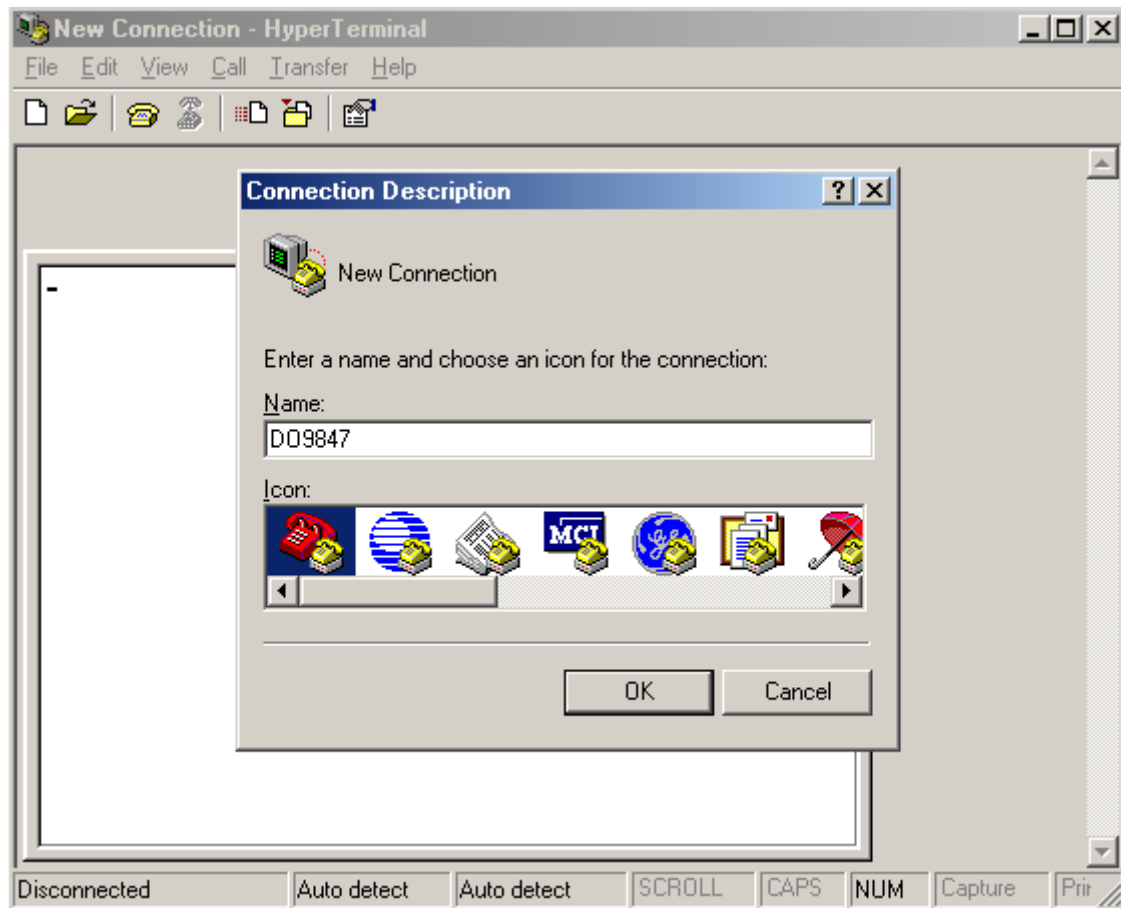 New Connection - HyperTerminal
File Edit View Call Transfer Help
Connection Description
New Connection
Enter a name and choose an icon for the connection:
Name:
DO9847
Icon:
MCI
OK Cancel
Disconnected Auto detect Auto detect SCROLL CAPS NUM Capture